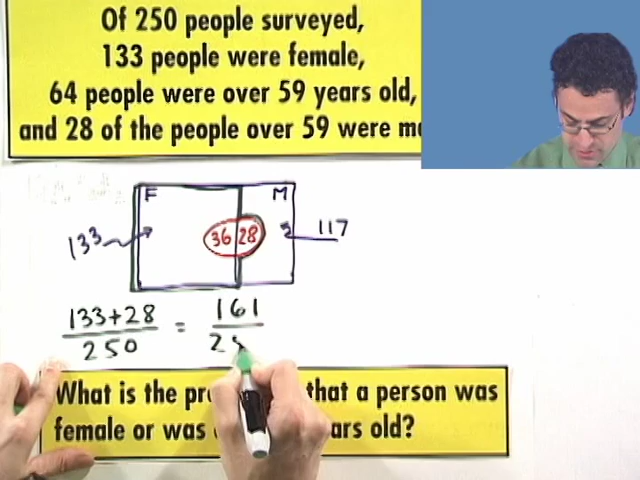 Of 250 people surveyed,
133 people were female,
64 people were over 59 years old,
and 28 of the people over 59 were
F M
133 36 28 117
133+28 = 161
250 2
What is the that a person was
female or was old?